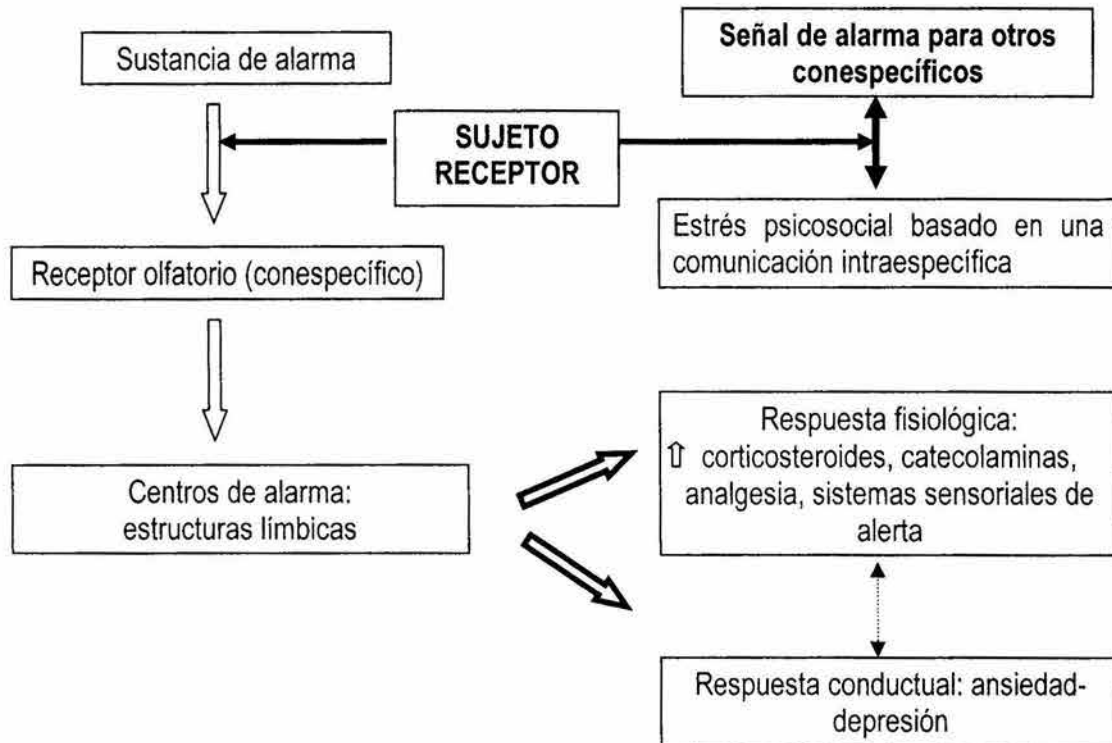 Sustancia de alarma
Señal de alarma para otros
conespecíficos
SUJETO
RECEPTOR
Estrés psicosocial basado en una
comunicación intraespecífica
Receptor olfatorio (conespecífico)
Centros de alarma:
estructuras límbicas
Respuesta fisiológica:
⇧ corticosteroides, catecolaminas,
analgesia, sistemas sensoriales de
alerta
Respuesta conductual: ansiedad-
depresión